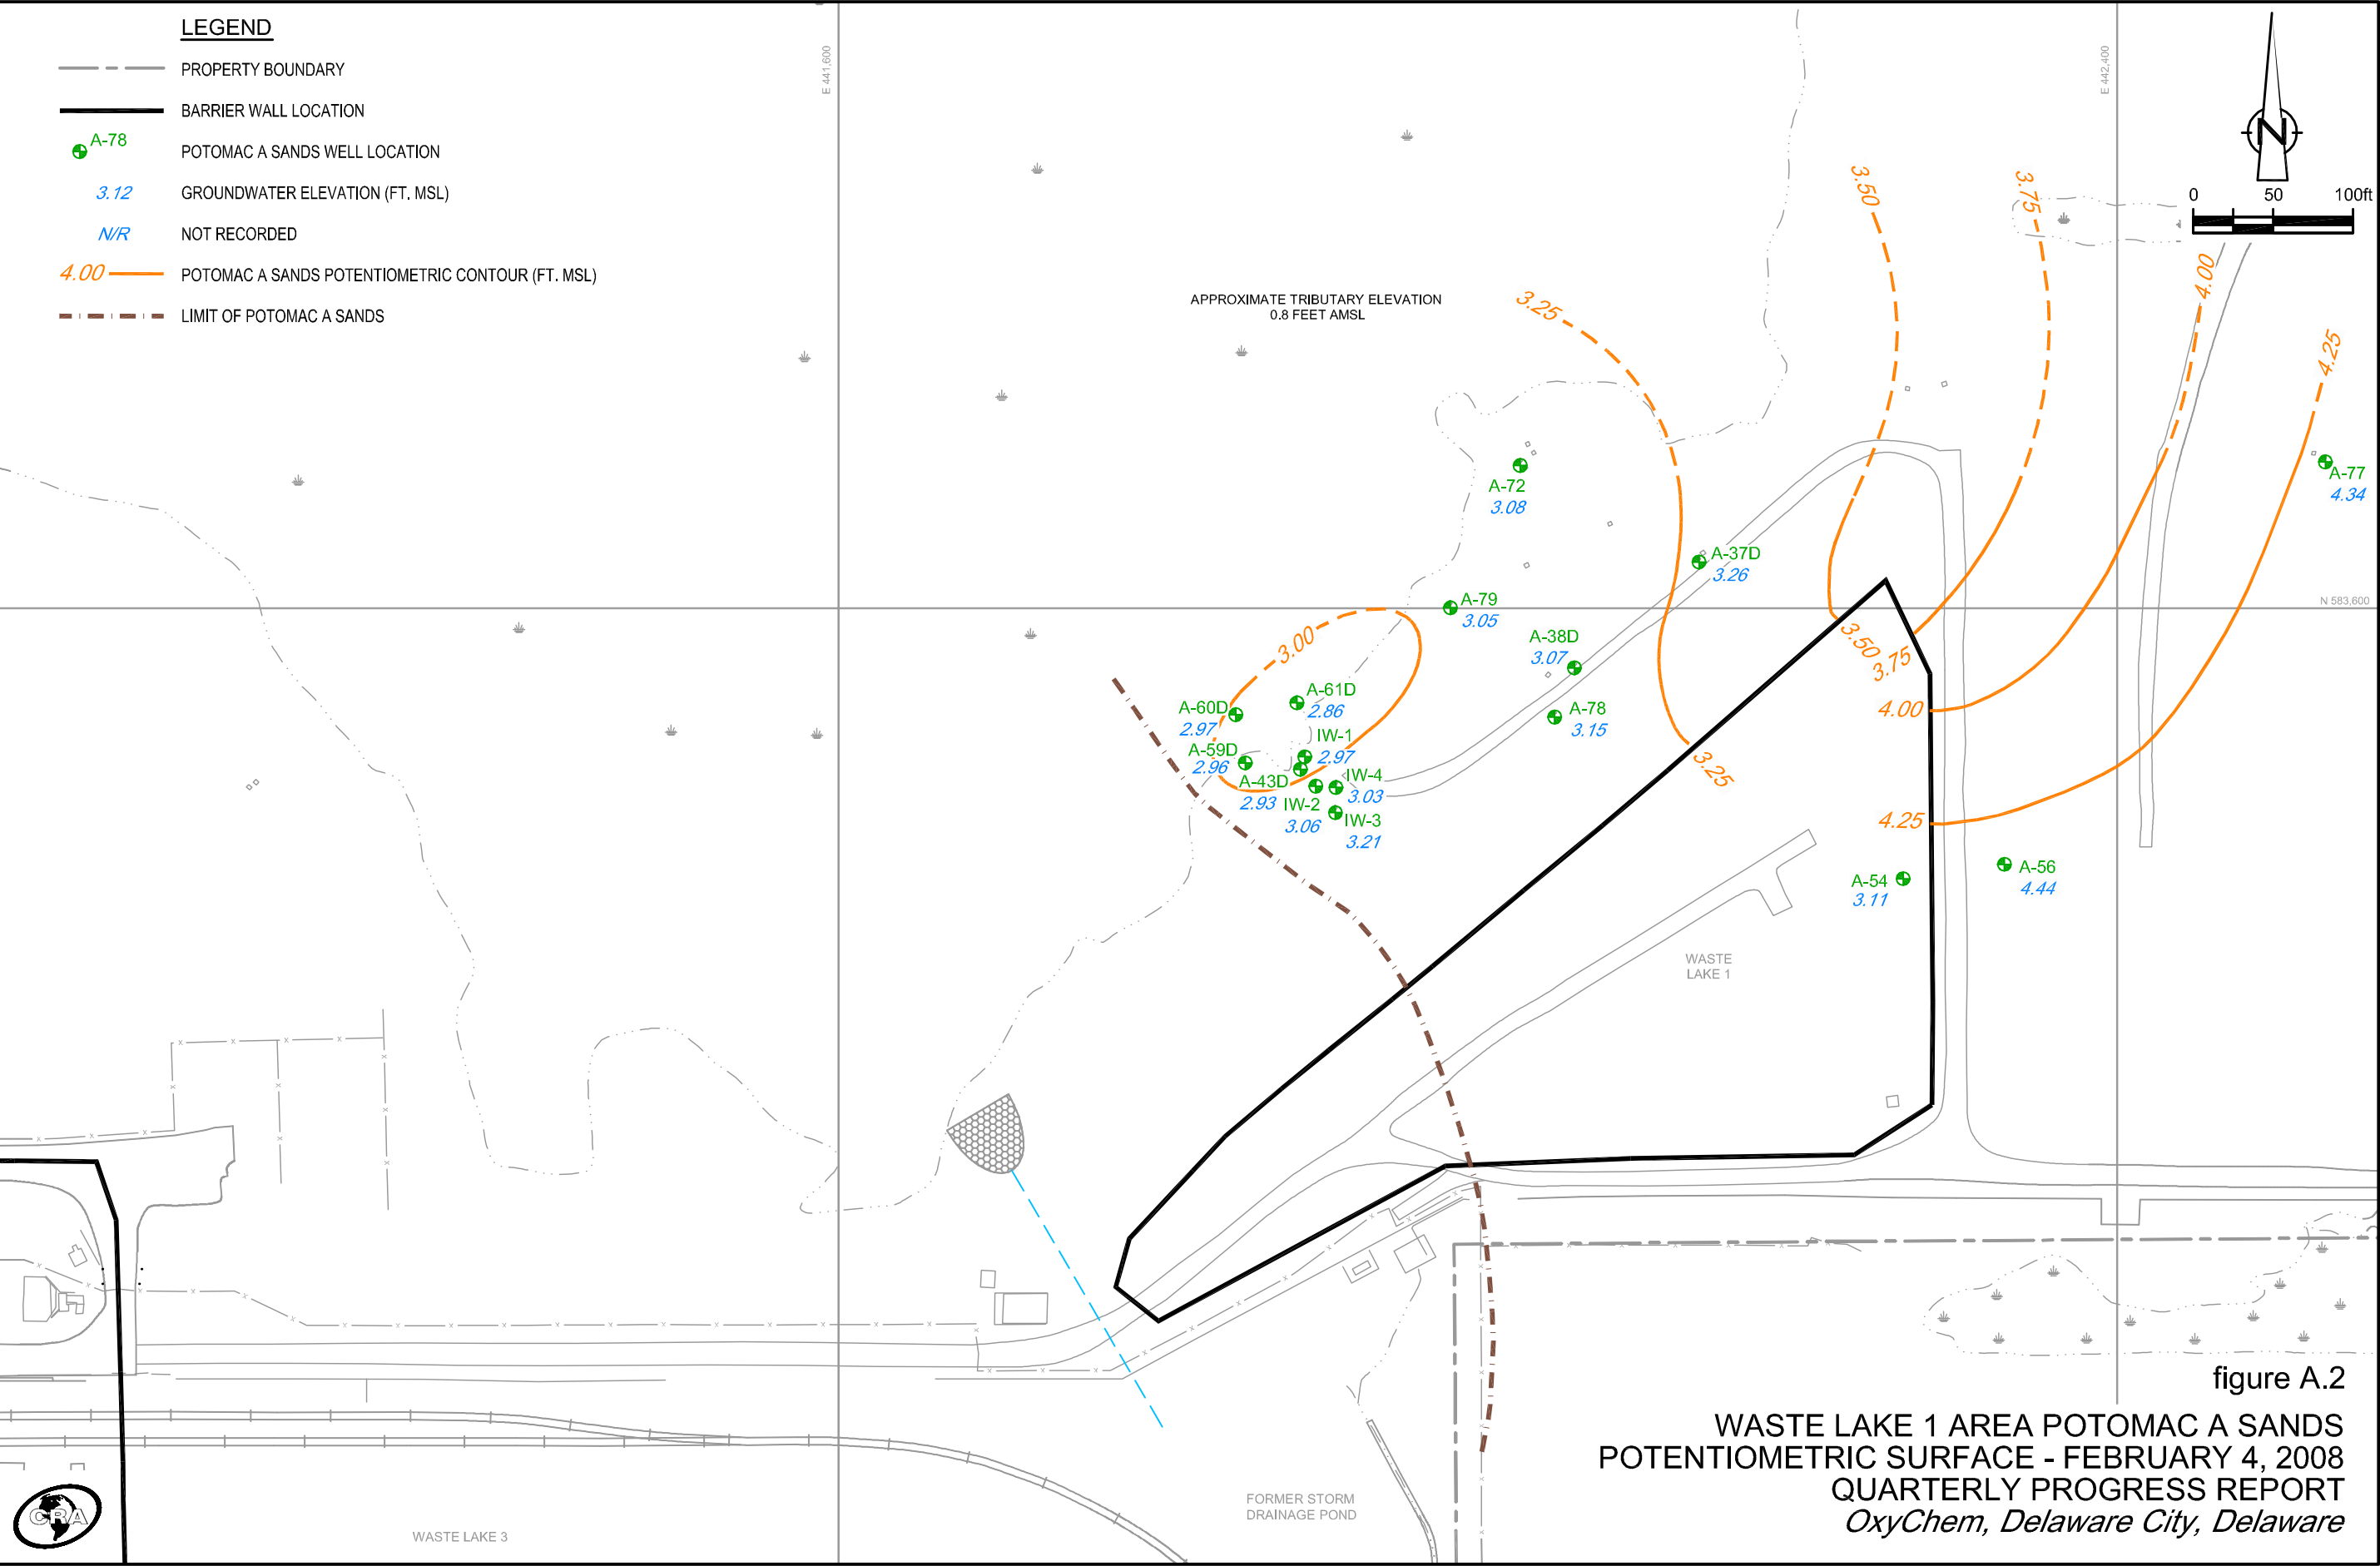 LEGEND
PROPERTY BOUNDARY
BARRIER WALL LOCATION
A-78
POTOMAC A SANDS WELL LOCATION
3.12
GROUNDWATER ELEVATION (FT. MSL)
N/R
NOT RECORDED
4.00
POTOMAC A SANDS POTENTIOMETRIC CONTOUR (FT. MSL)
LIMIT OF POTOMAC A SANDS
E 441,600
E 442,400
N
0 50 100ft
3.50
3.75
4.00
3.25
4.25
APPROXIMATE TRIBUTARY ELEVATION
0.8 FEET AMSL
A-72
3.08
A-77
4.34
A-37D
3.26
A-79
3.05
N 583,600
A-38D
3.07
3.00
3.50
3.75
A-61D
2.86
A-60D
2.97
A-78
3.15
4.00
IW-1
2.97
A-59D
2.96
3.25
A-43D
2.93
IW-4
3.03
IW-2
3.06
IW-3
3.21
4.25
A-54
3.11
A-56
4.44
WASTE
LAKE 1
figure A.2
WASTE LAKE 1 AREA POTOMAC A SANDS
POTENTIOMETRIC SURFACE - FEBRUARY 4, 2008
QUARTERLY PROGRESS REPORT
OxyChem, Delaware City, Delaware
FORMER STORM
DRAINAGE POND
WASTE LAKE 3
CRA